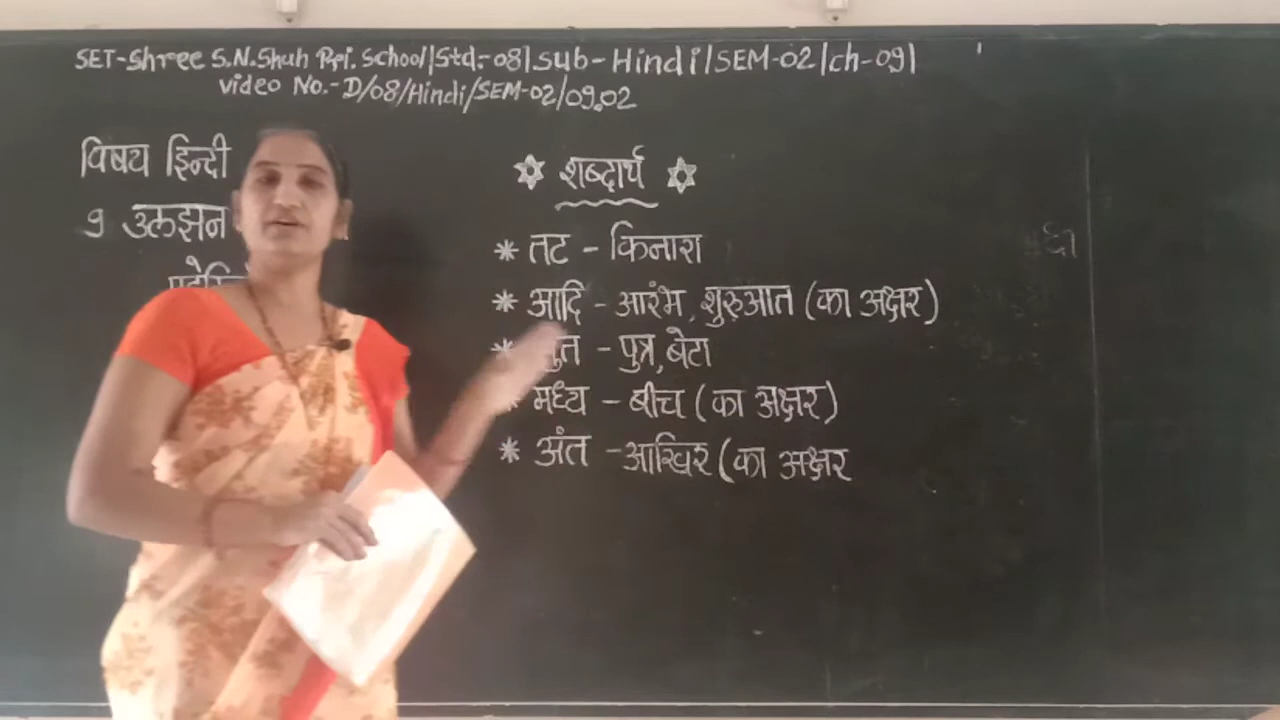 SET-Shree S.N.Shah Pri. School|Std-08|Sub-Hindi|SEM-02|ch-09|
video No.-D/08/Hindi/SEM-02/09.02
विषय हिन्दी
9 उलझन
✡ शब्दार्थ ✡
* तट - किनारा
* आदि - आरंभ, शुरुआत (का अक्षर)
* - पुत्र, बेटा
* मध्य - बीच (का अक्षर)
* अंत - आखिर (का अक्षर